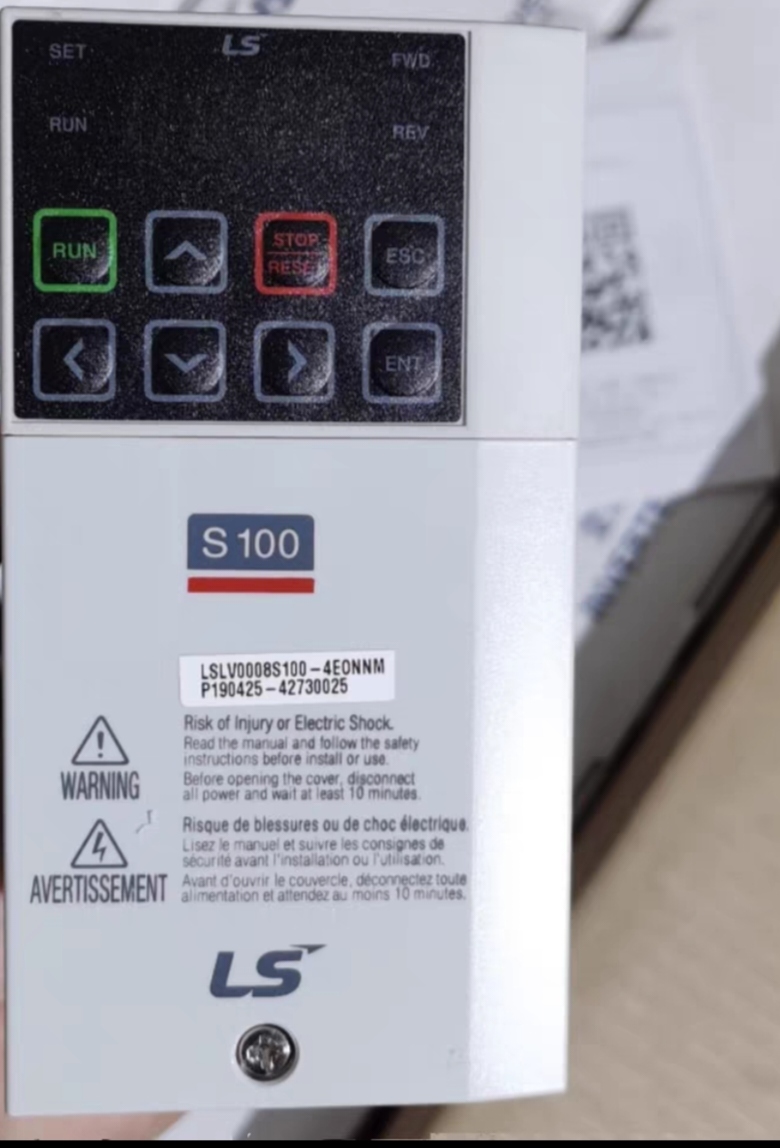 SET
LS
FWD
RUN
REV
RUN
STOP
RESET
ESC
ENT
S 100
LSLV0008S100-4EONNM
P190425-42730025
Risk of Injury or Electric Shock.
Read the manual and follow the safety
instructions before install or use.
Before opening the cover, disconnect
all power and wait at least 10 minutes.
WARNING
Risque de blessures ou de choc électrique.
Lisez le manuel et suivre les consignes de
sécurité avant l'installation ou l'utilisation.
Avant d'ouvrir le couvercle, déconnectez toute
alimentation et attendez au moins 10 minutes.
AVERTISSEMENT
LS